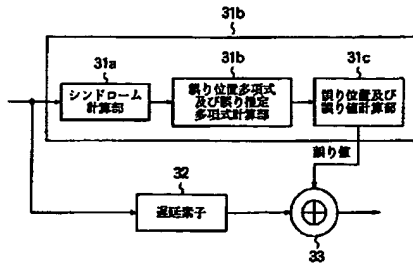 31b
31a
31b
31c
シンドローム
計算部
誤り位置多項式
及び誤り推定
多項式計算部
誤り位置及び
誤り値計算部
誤り値
32
遅延素子
33